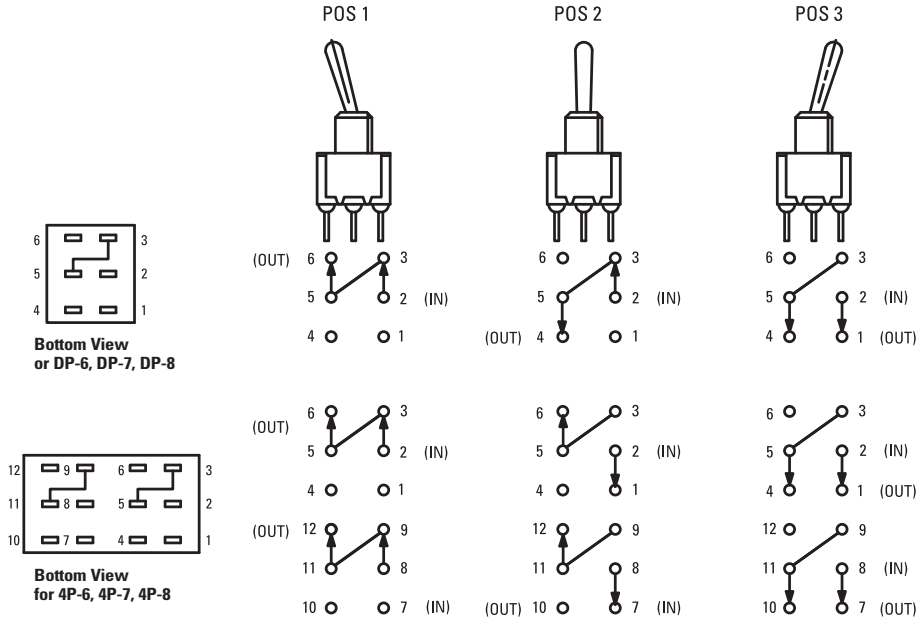 POS 1 POS 2 POS 3
6 3
5 2
4 1
Bottom View
or DP-6, DP-7, DP-8
(OUT) 6 3
5 2 (IN)
4 1
6 3
5 2 (IN)
(OUT) 4 1
6 3
5 2 (IN)
4 1 (OUT)
12 9 6 3
11 8 5 2
10 7 4 1
Bottom View
for 4P-6, 4P-7, 4P-8
6 3
(OUT)
5 2 (IN)
4 1
(OUT) 12 9
11 8
10 7 (IN)
6 3
5 2 (IN)
4 1
12 9
11 8
(OUT) 10 7 (IN)
6 3
5 2 (IN)
4 1 (OUT)
12 9
11 8 (IN)
10 7 (OUT)